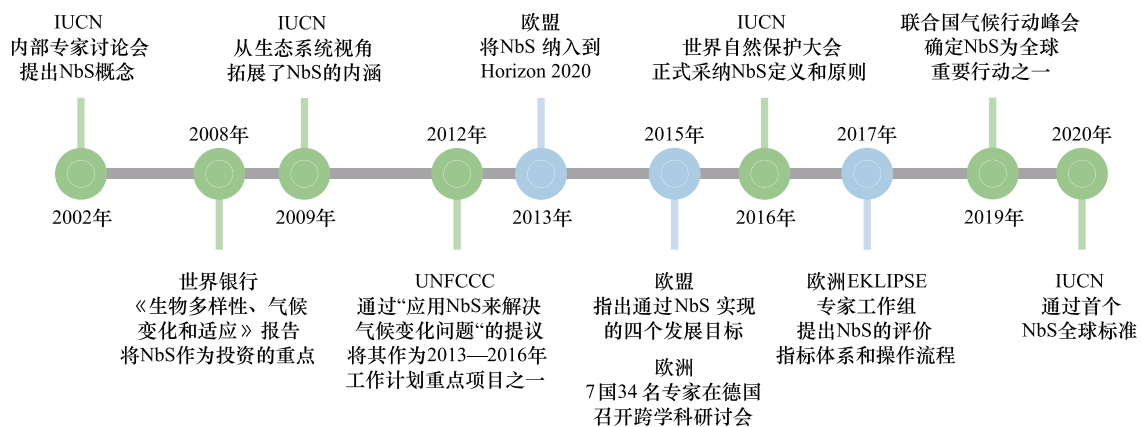 IUCN
内部专家讨论会
提出NbS概念
IUCN
从生态系统视角
拓展了NbS的内涵
欧盟
将NbS 纳入到
Horizon 2020
IUCN
世界自然保护大会
正式采纳NbS定义和原则
联合国气候行动峰会
确定NbS为全球
重要行动之一
2008年
2012年
2015年
2017年
2020年
2002年
2009年
2013年
2016年
2019年
世界银行
《生物多样性、气候
变化和适应》报告
将NbS作为投资的重点
UNFCCC
通过“应用NbS来解决
气候变化问题“的提议
将其作为2013—2016年
工作计划重点项目之一
欧盟
指出通过NbS 实现
的四个发展目标
欧洲
7国34 名专家在德国
召开跨学科研讨会
欧洲EKLIPSE
专家工作组
提出NbS的评价
指标体系和操作流程
IUCN
通过首个
NbS全球标准